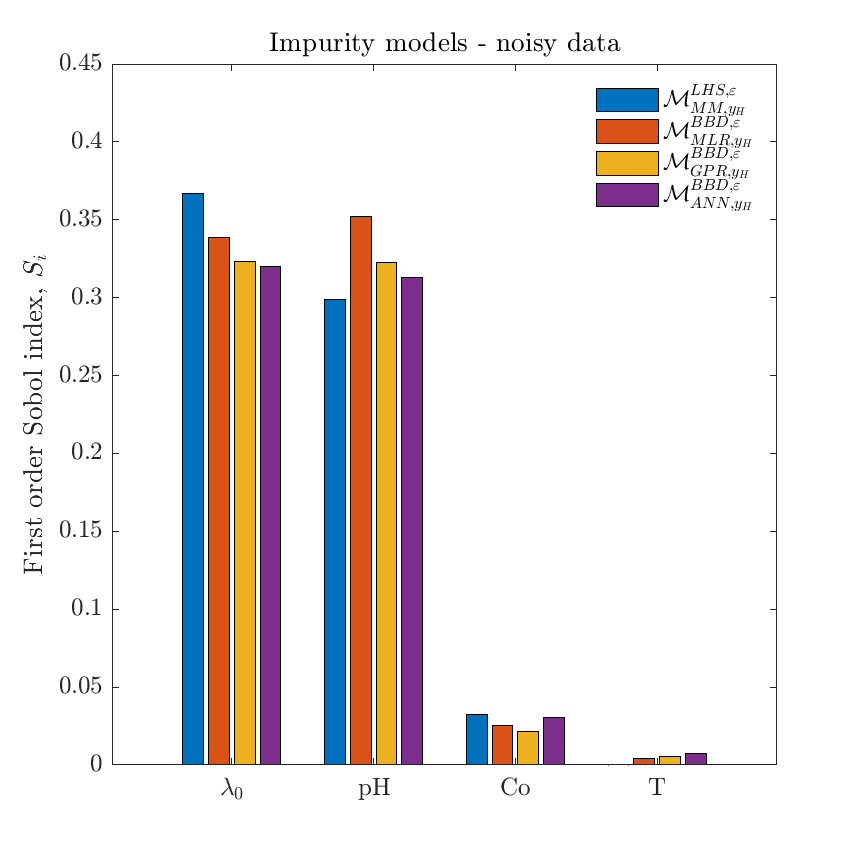 Impurity models - noisy data
0.45
0.4
0.35
0.3
0.25
0.2
0.15
0.1
0.05
0
First order Sobol index, S_i
λ_0
pH
Co
T
ℳ^{LHS,ε}_{MM,y_H}
ℳ^{BBD,ε}_{MLR,y_H}
ℳ^{BBD,ε}_{GPR,y_H}
ℳ^{BBD,ε}_{ANN,y_H}